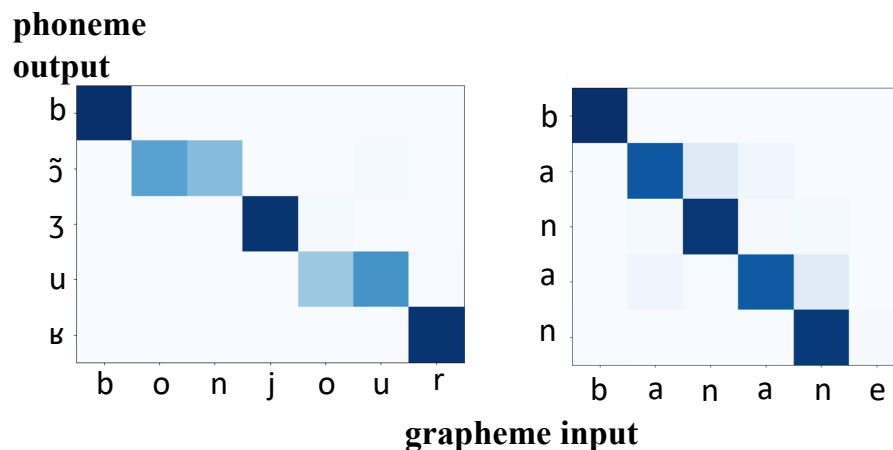 phoneme
output
b
ɔ̃
ʒ
u
ʁ
b o n j o u r
b
a
n
a
n
b a n a n e
grapheme input